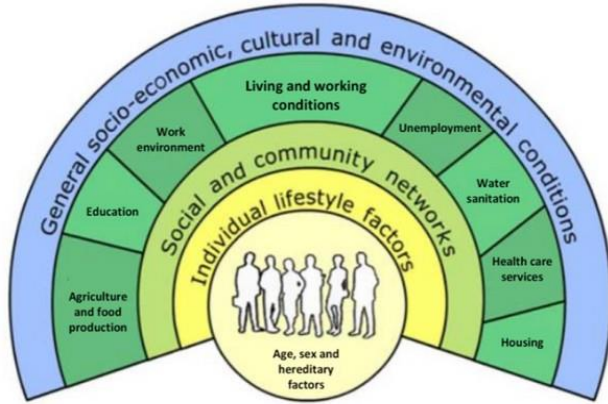 General socio-economic, cultural and environmental conditions
Living and working
conditions
Work
environment
Unemployment
Education
Water
sanitation
Agriculture
and food
production
Health care
services
Housing
Social and community networks
Individual lifestyle factors
Age, sex and
hereditary
factors